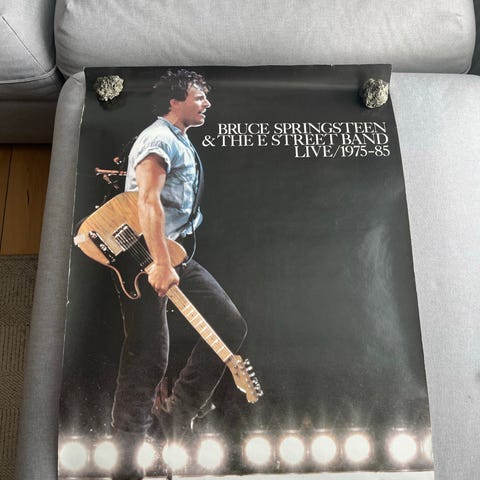 BRUCE SPRINGSTEEN
& THE E STREET BAND
LIVE/1975-85